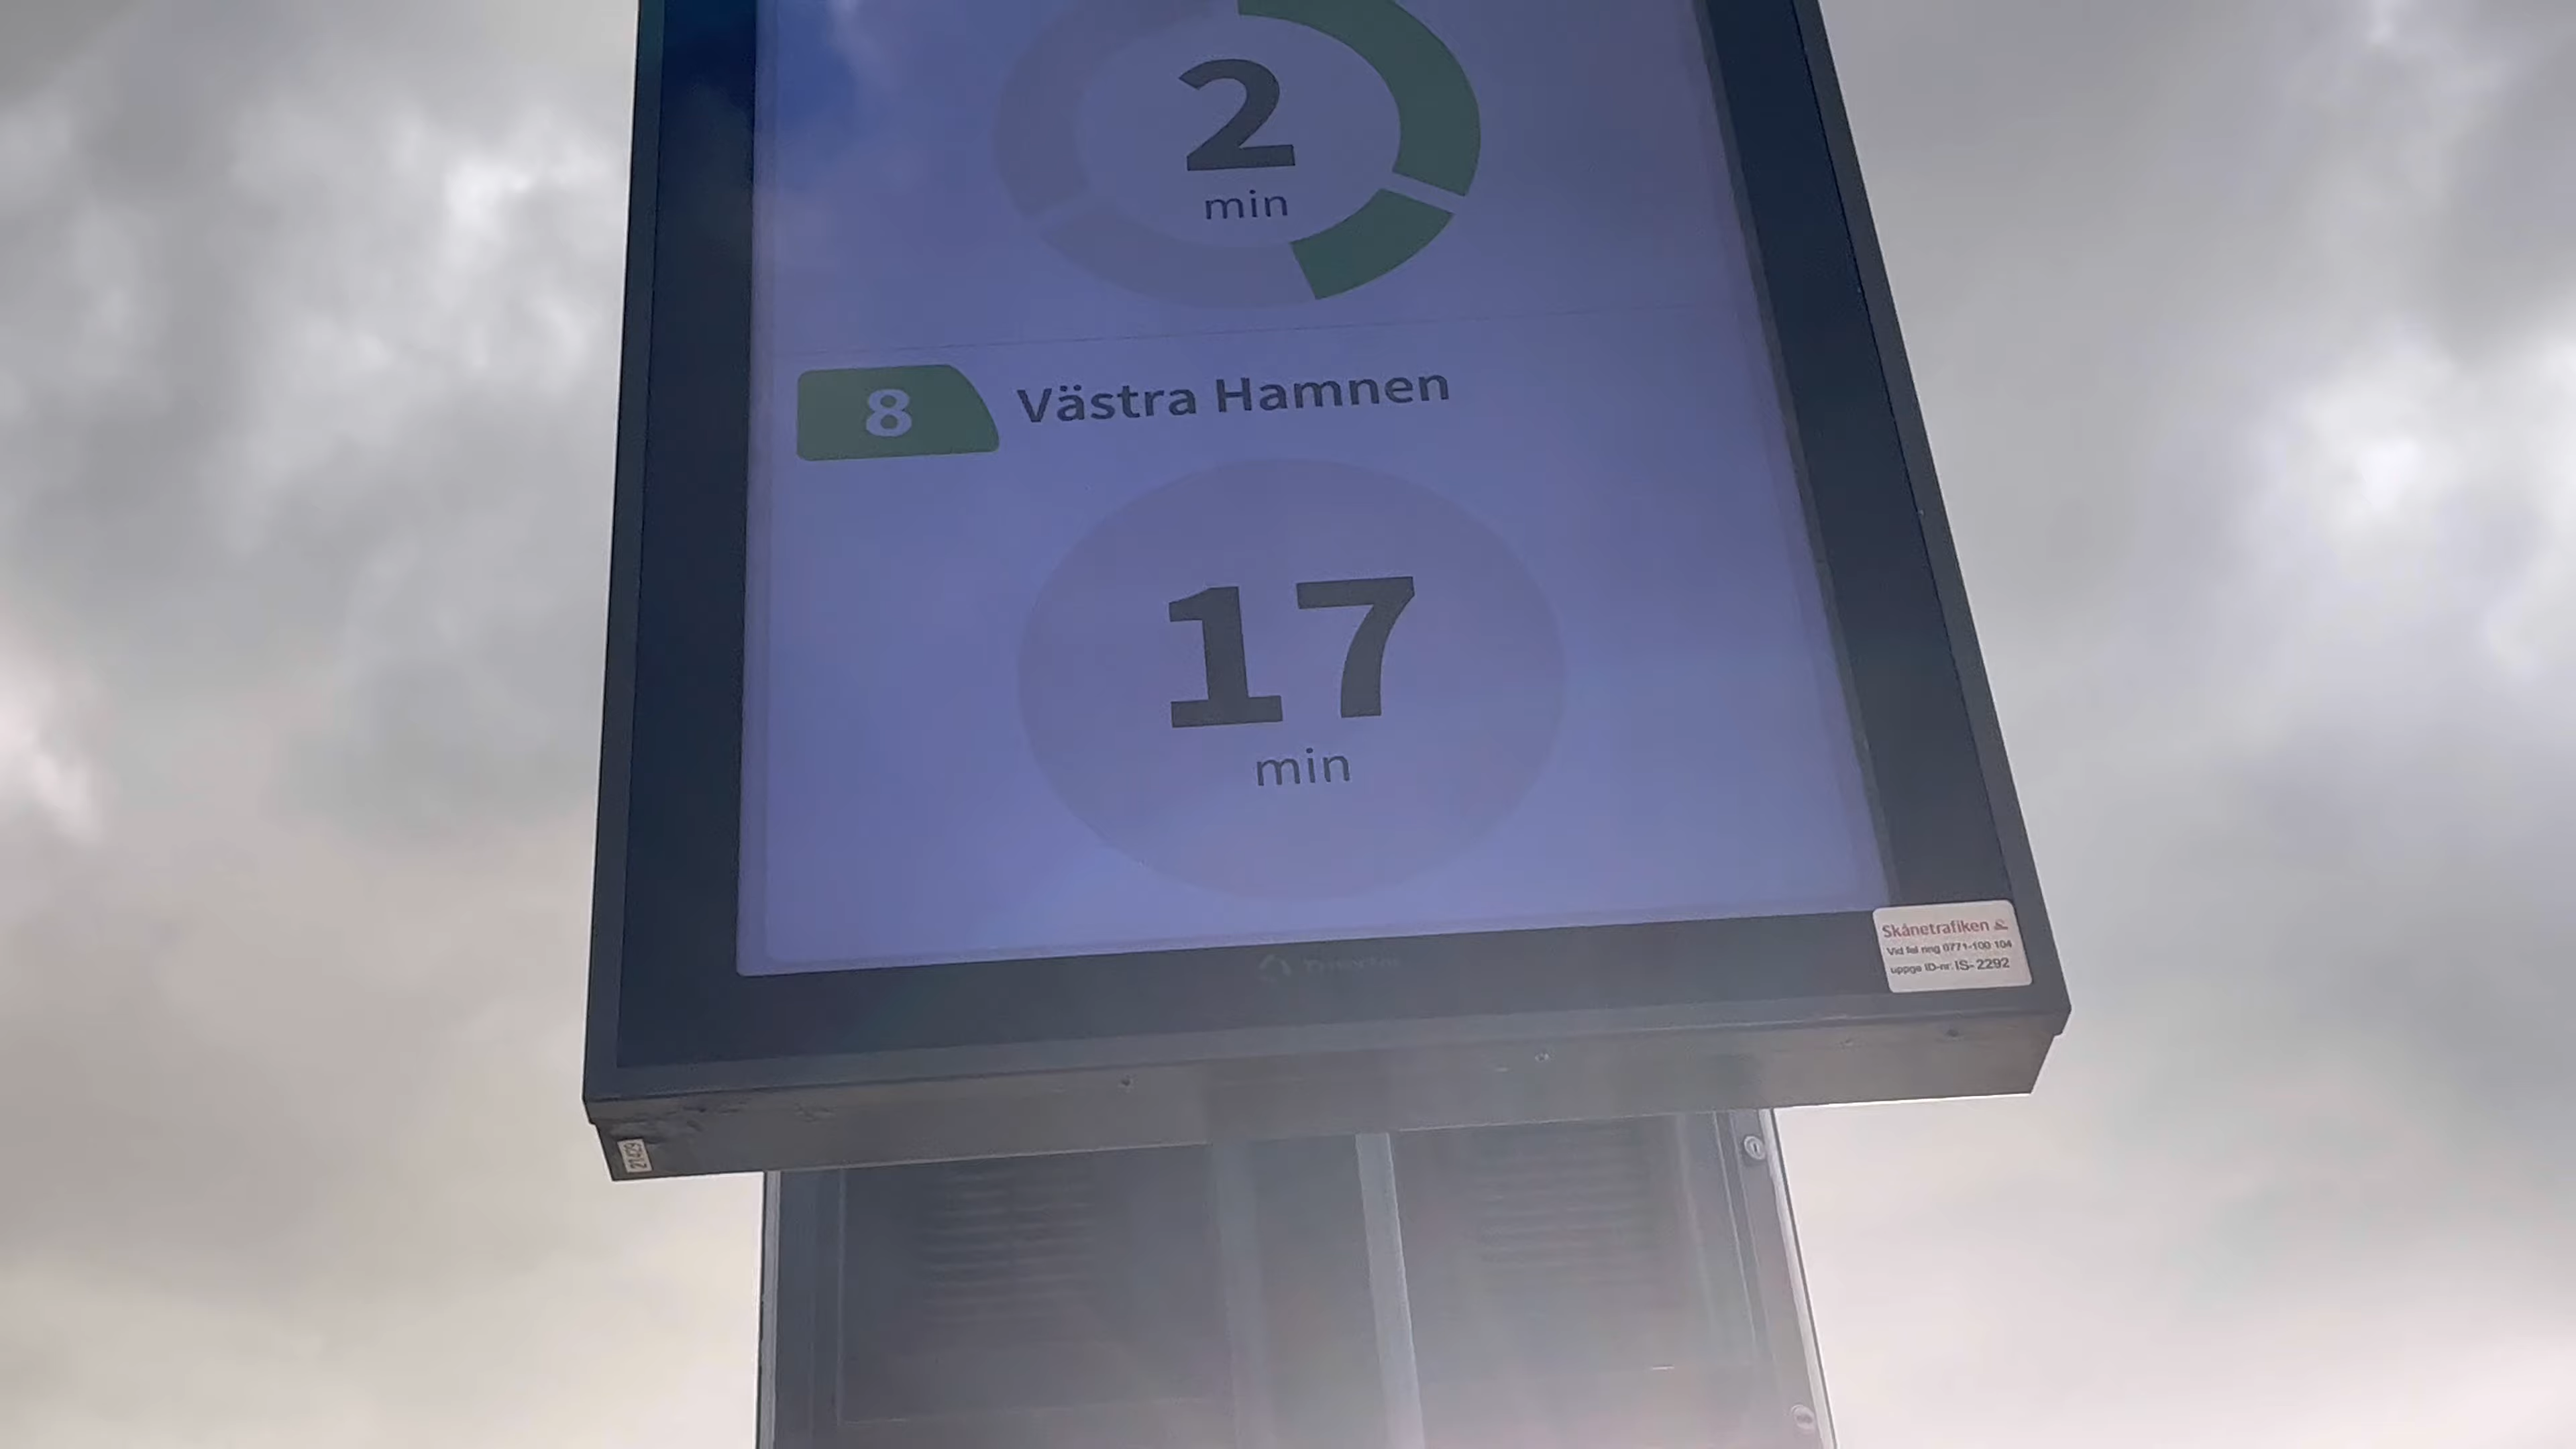 2
min
8 Västra Hamnen
17
min
Skånetrafiken
Vid fel ring 0771-100 104
uppge ID-nr: IS-2292
21429